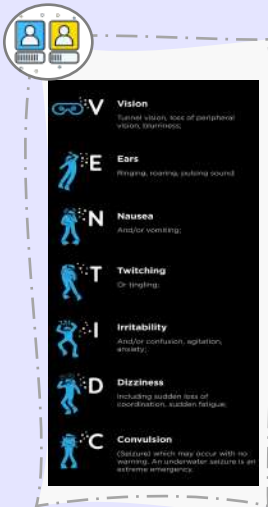 V Vision
Tunnel vision, loss of peripheral
vision, blurriness;
E Ears
Ringing, roaring, pulsing sound
N Nausea
And/or vomiting;
T Twitching
Or tingling;
I Irritability
And/or confusion, agitation,
anxiety;
D Dizziness
Including sudden loss of
coordination, sudden fatigue;
C Convulsion
(Seizure) which may occur with no
warning. An underwater seizure is an
extreme emergency.